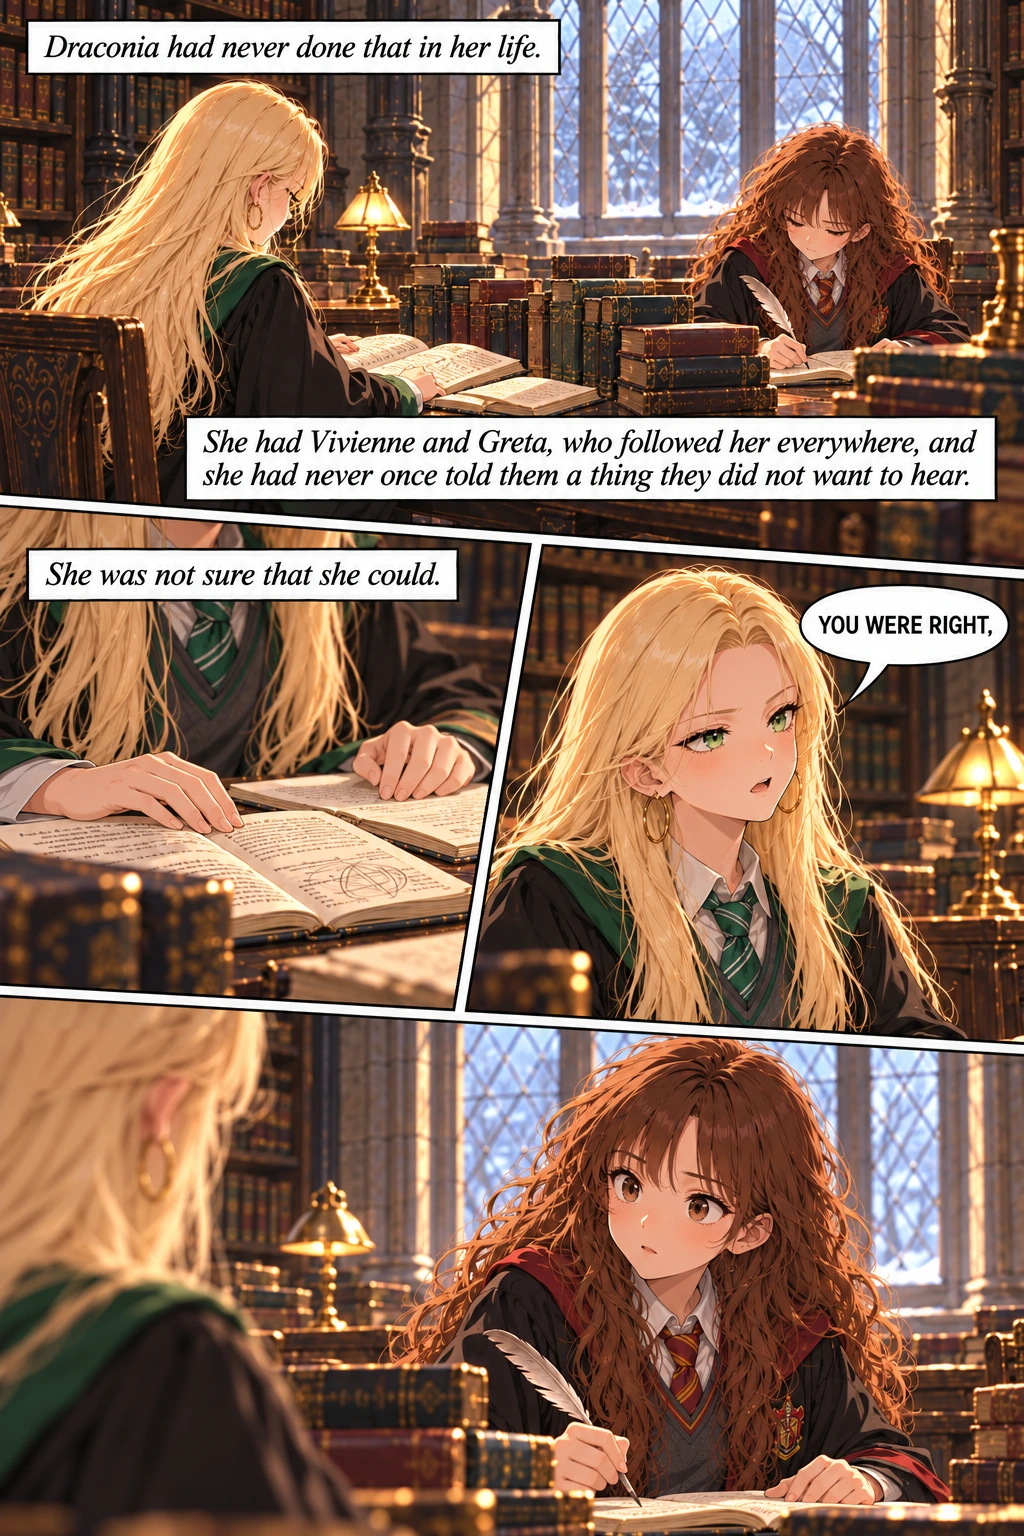 Draconia had never done that in her life.
She had Vivienne and Greta, who followed her everywhere, and
she had never once told them a thing they did not want to hear.
She was not sure that she could.
YOU WERE RIGHT,